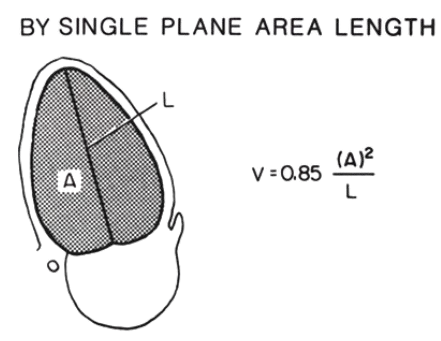 BY SINGLE PLANE AREA LENGTH
L
A
V = 0.85 (A)²
L